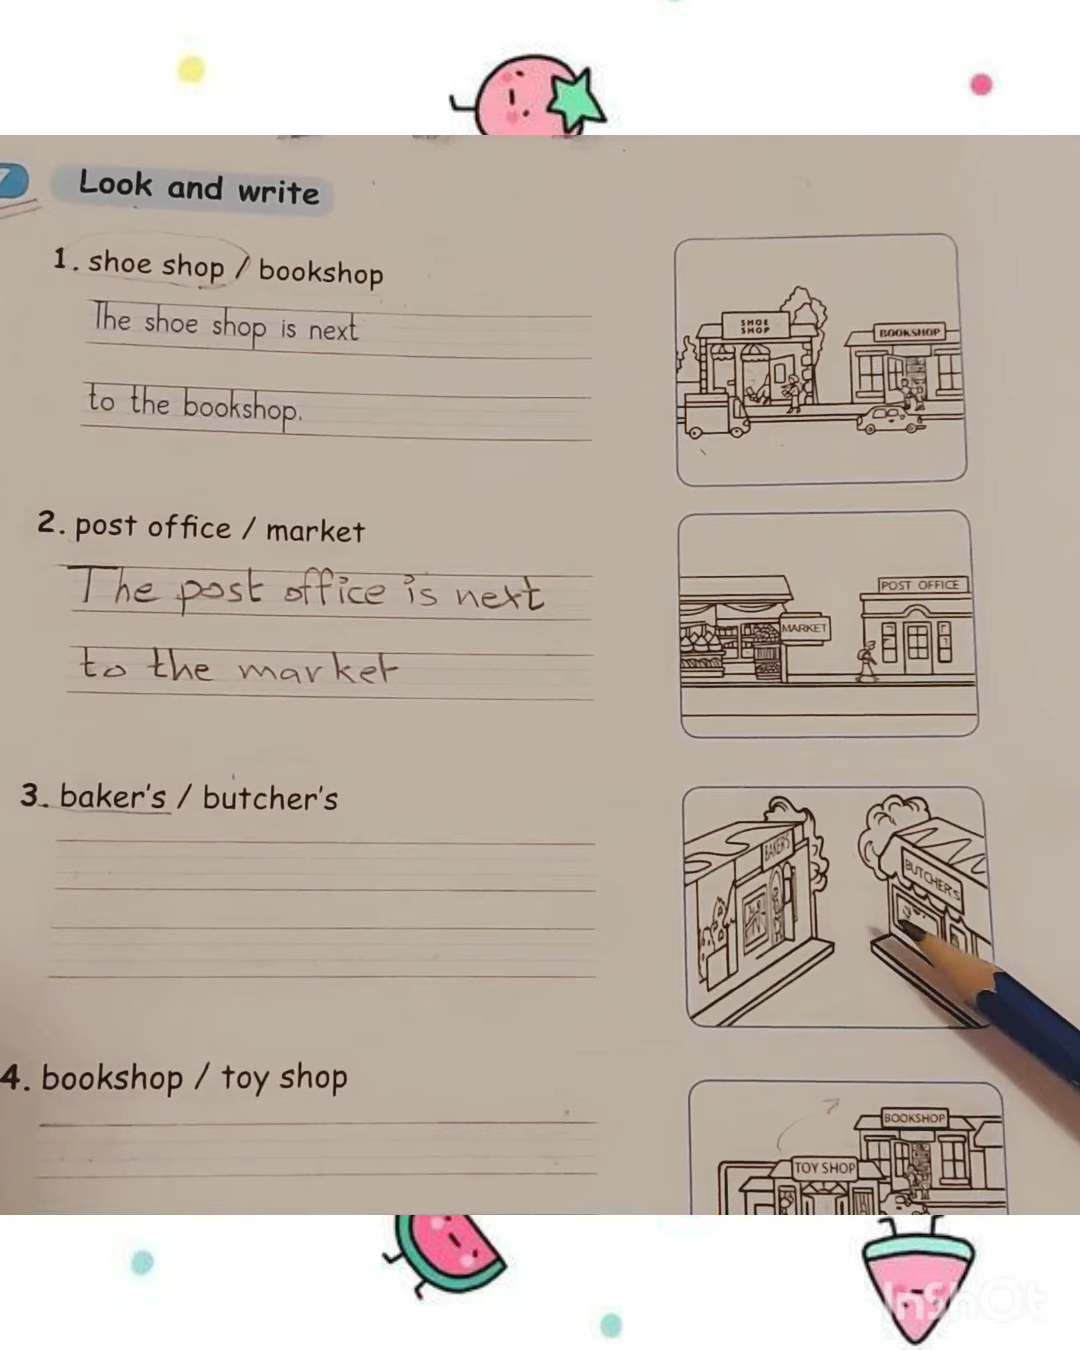 Look and write
1. shoe shop / bookshop
The shoe shop is next
to the bookshop.
SHOE
SHOP
BOOKSHOP
2. post office / market
The post office is next
to the market
MARKET
POST OFFICE
3. baker's / butcher's
BAKER'S
BUTCHER'S
4. bookshop / toy shop
BOOKSHOP
TOY SHOP
InShOt